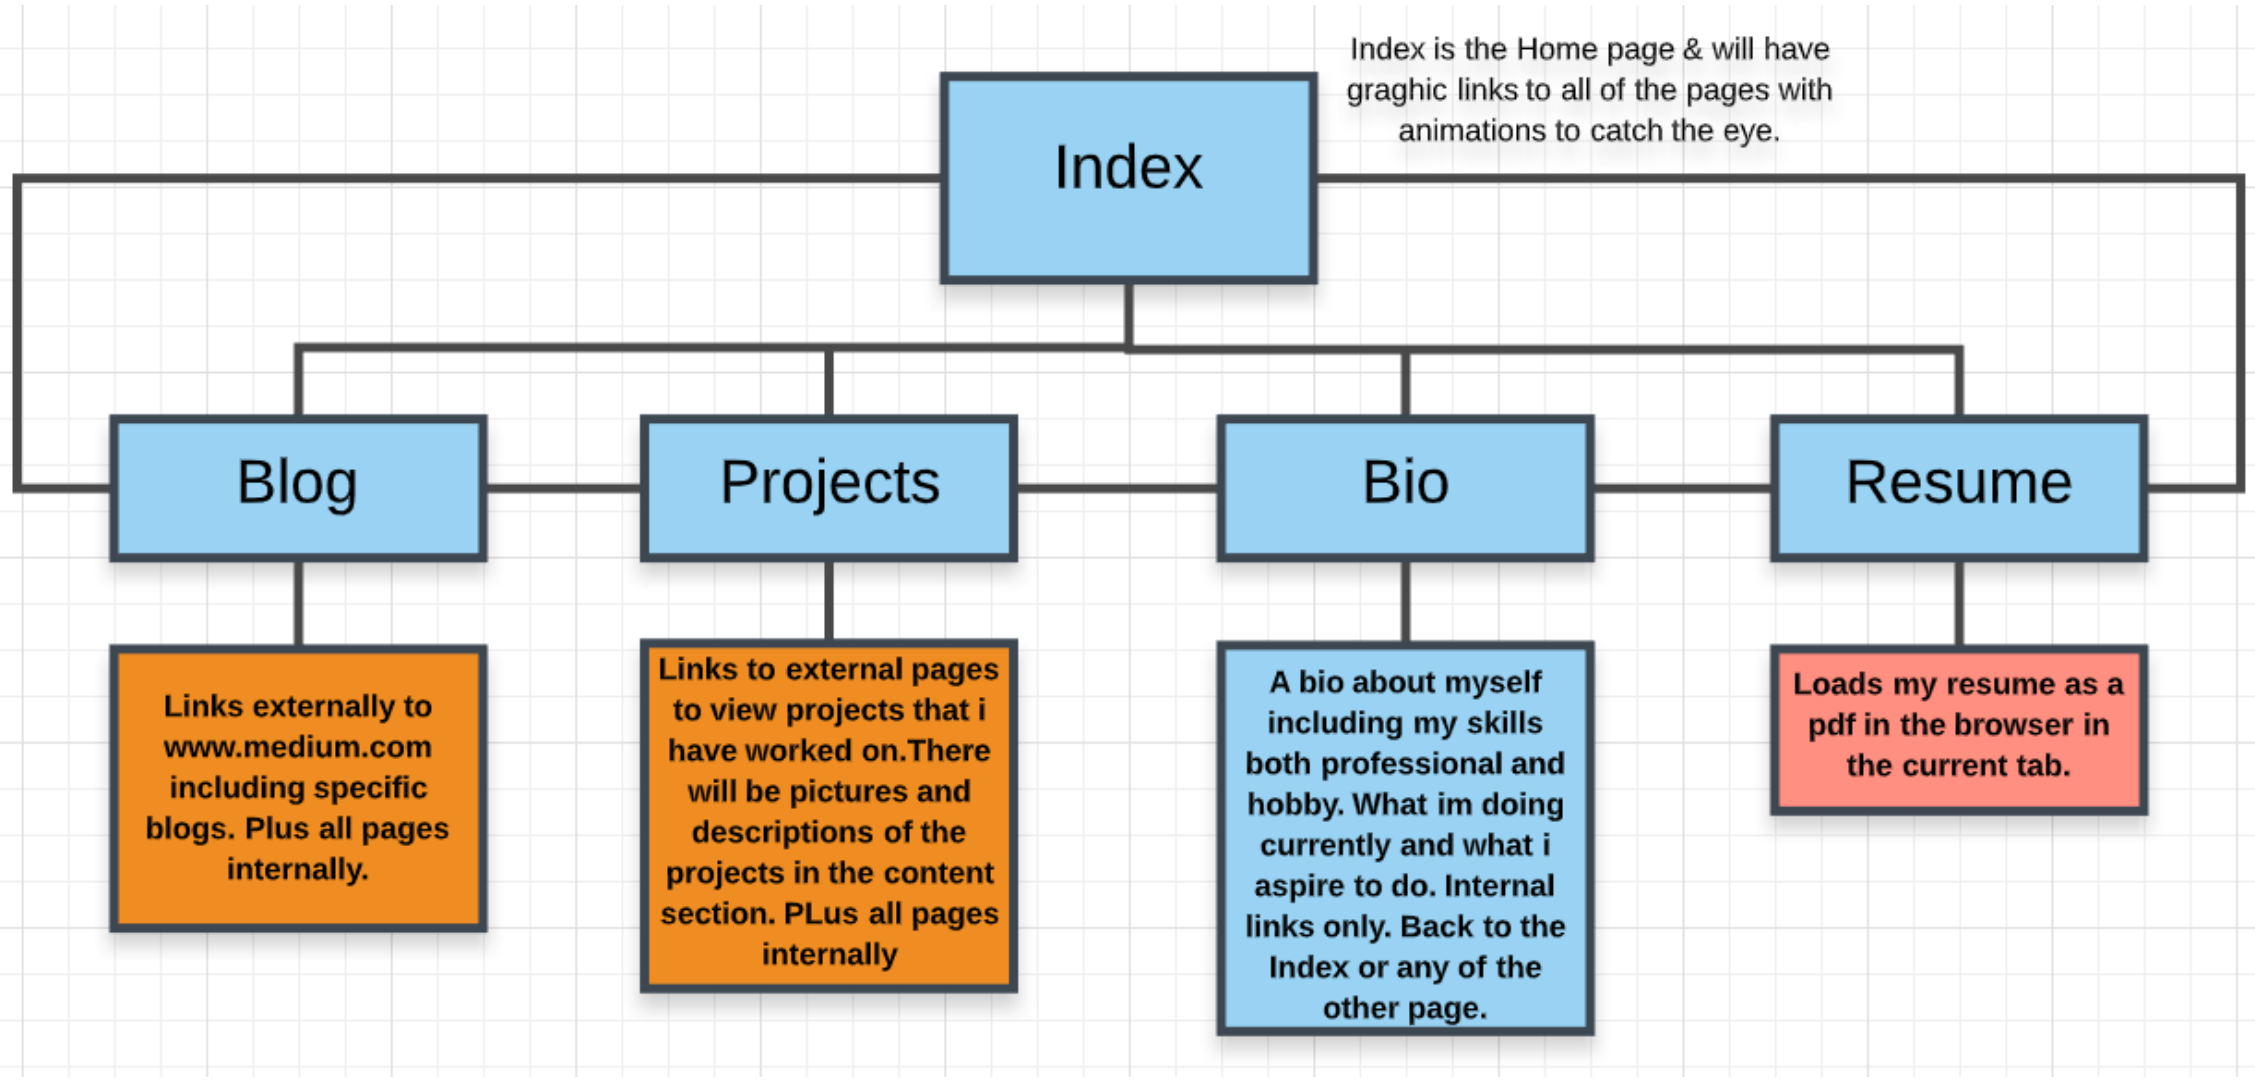 Index is the Home page & will have
graghic links to all of the pages with
animations to catch the eye.
Index
Blog
Projects
Bio
Resume
Links externally to
www.medium.com
including specific
blogs. Plus all pages
internally.
Links to external pages
to view projects that i
have worked on.There
will be pictures and
descriptions of the
projects in the content
section. PLus all pages
internally
A bio about myself
including my skills
both professional and
hobby. What im doing
currently and what i
aspire to do. Internal
links only. Back to the
Index or any of the
other page.
Loads my resume as a
pdf in the browser in
the current tab.